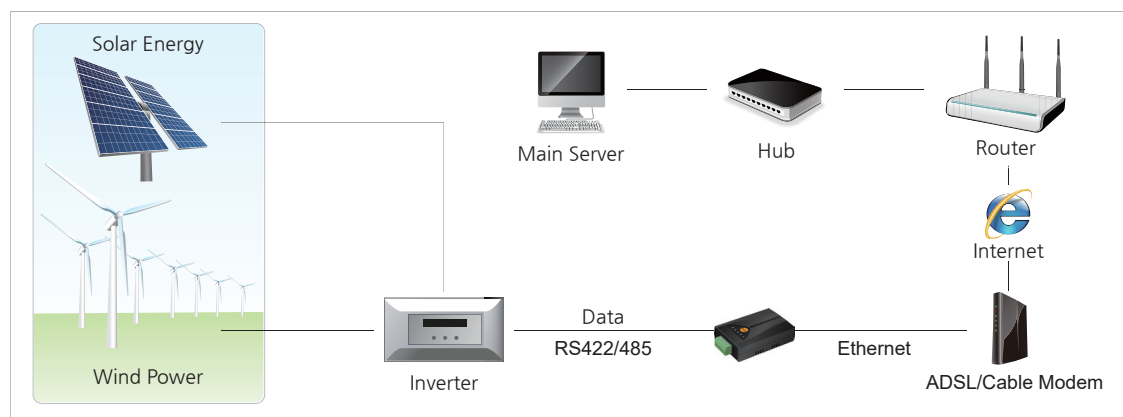 Solar Energy
Main Server
Hub
Router
Internet
Data
RS422/485
Ethernet
Wind Power
Inverter
ADSL/Cable Modem